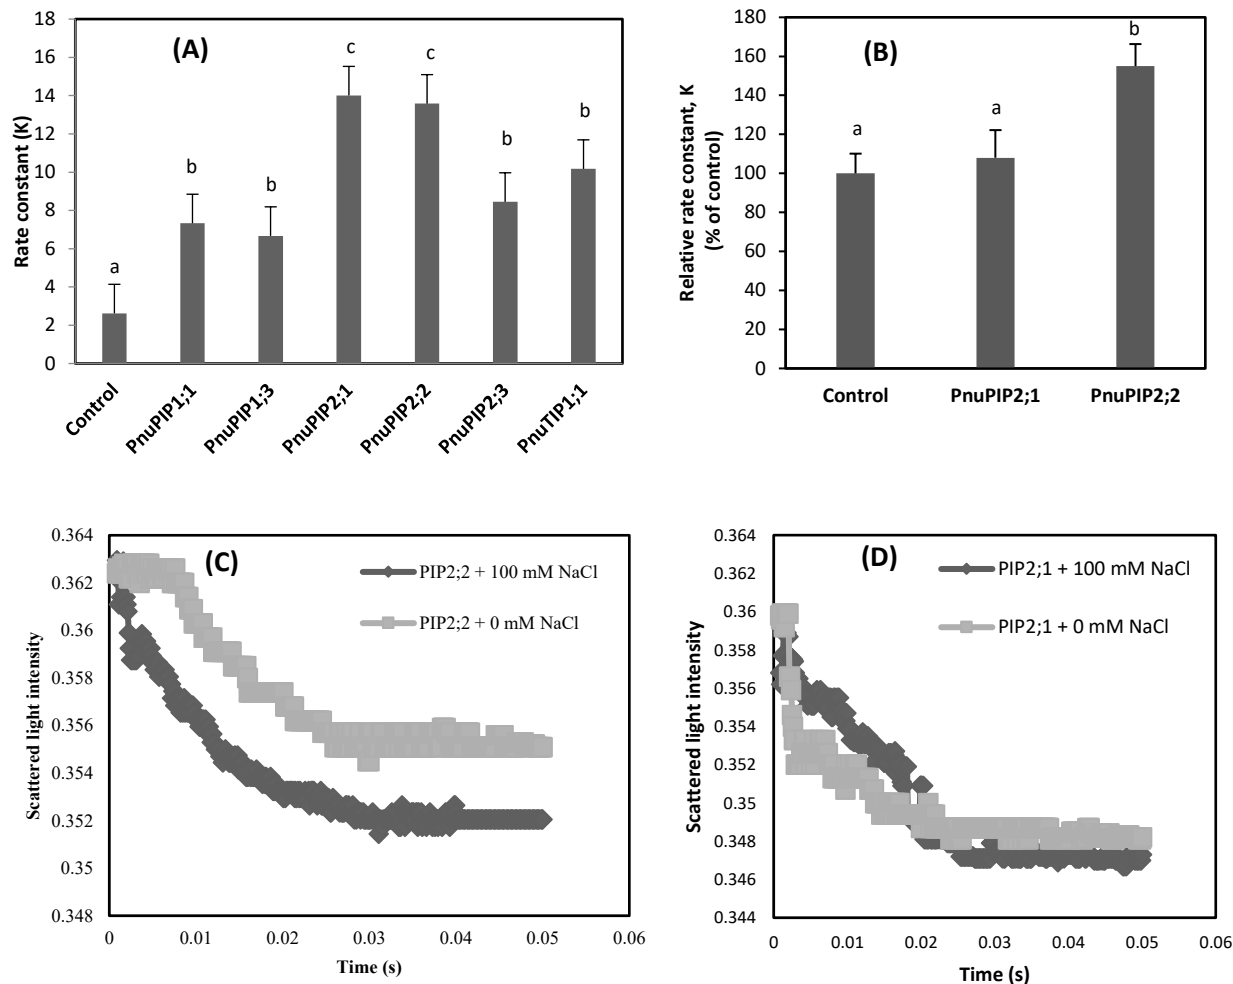 (A)
Rate constant (K)
18
16
14
12
10
8
6
4
2
0
a
b
b
c
c
b
b
Control
PnuPIP1;1
PnuPIP1;3
PnuPIP2;1
PnuPIP2;2
PnuPIP2;3
PnuTIP1;1
(B)
Relative rate constant, K
(% of control)
180
160
140
120
100
80
60
40
20
0
a
a
b
Control
PnuPIP2;1
PnuPIP2;2
(C)
Scattered light intensity
0.364
0.362
0.36
0.358
0.356
0.354
0.352
0.35
0.348
PIP2;2 + 100 mM NaCl
PIP2;2 + 0 mM NaCl
0
0.01
0.02
0.03
0.04
0.05
0.06
Time (s)
(D)
Scattered light intensity
0.364
0.362
0.36
0.358
0.356
0.354
0.352
0.35
0.348
0.346
0.344
PIP2;1 + 100 mM NaCl
PIP2;1 + 0 mM NaCl
0
0.01
0.02
0.03
0.04
0.05
0.06
Time (s)